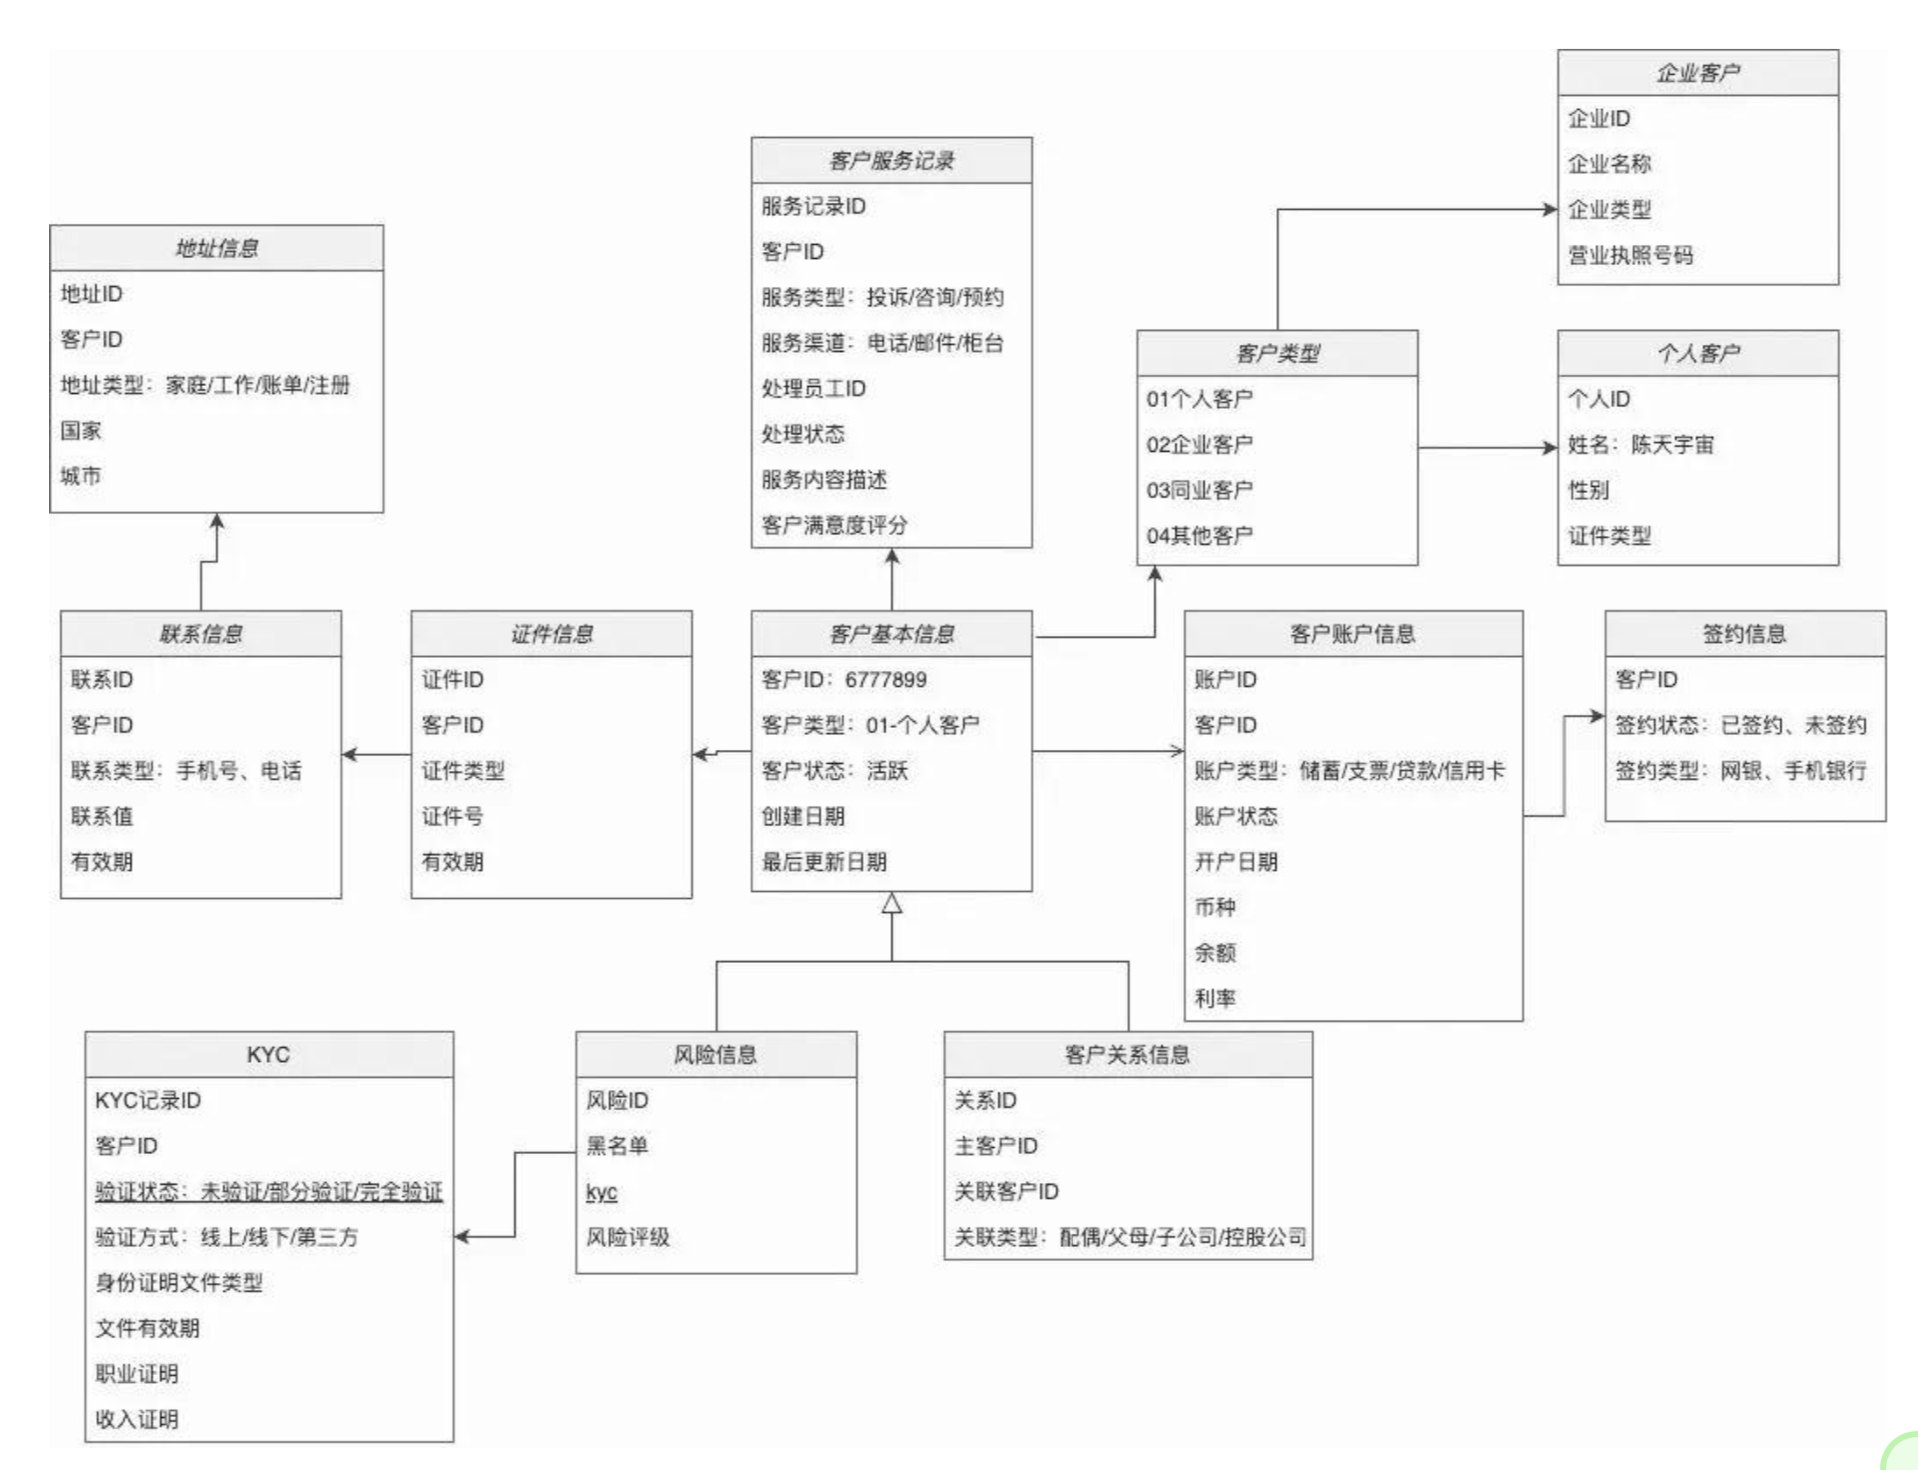 企业客户
企业ID
企业名称
企业类型
营业执照号码
客户服务记录
服务记录ID
客户ID
服务类型：投诉/咨询/预约
服务渠道：电话/邮件/柜台
处理员工ID
处理状态
服务内容描述
客户满意度评分
地址信息
地址ID
客户ID
地址类型：家庭/工作/账单/注册
国家
城市
客户类型
01个人客户
02企业客户
03同业客户
04其他客户
个人客户
个人ID
姓名：陈天宇宙
性别
证件类型
联系信息
联系ID
客户ID
联系类型：手机号、电话
联系值
有效期
证件信息
证件ID
客户ID
证件类型
证件号
有效期
客户基本信息
客户ID：6777899
客户类型：01-个人客户
客户状态：活跃
创建日期
最后更新日期
客户账户信息
账户ID
客户ID
账户类型：储蓄/支票/贷款/信用卡
账户状态
开户日期
币种
余额
利率
签约信息
客户ID
签约状态：已签约、未签约
签约类型：网银、手机银行
KYC
KYC记录ID
客户ID
验证状态：未验证/部分验证/完全验证
验证方式：线上/线下/第三方
身份证明文件类型
文件有效期
职业证明
收入证明
风险信息
风险ID
黑名单
kyc
风险评级
客户关系信息
关系ID
主客户ID
关联客户ID
关联类型：配偶/父母/子公司/控股公司